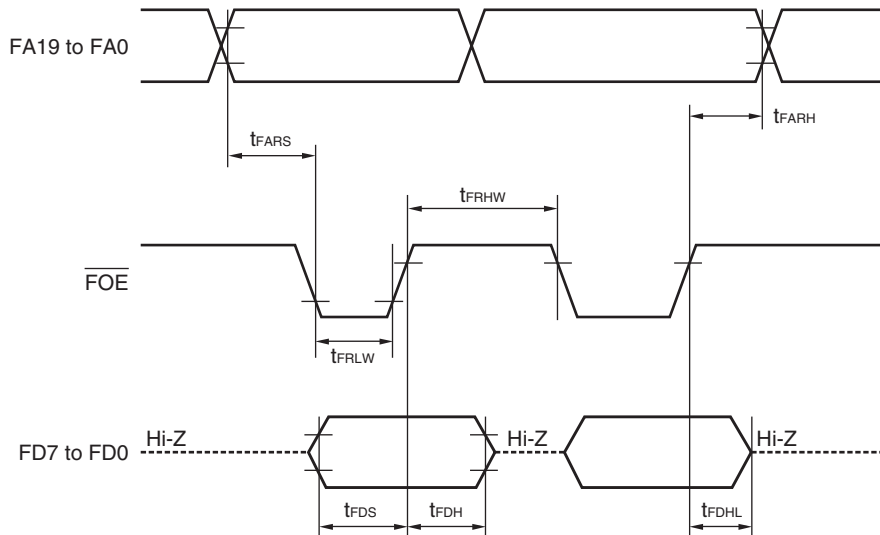 FA19 to FA0
tFARH
tFARS
tFRHW
FOE
tFRLW
Hi-Z
Hi-Z
Hi-Z
FD7 to FD0
tFDS
tFDH
tFDHL